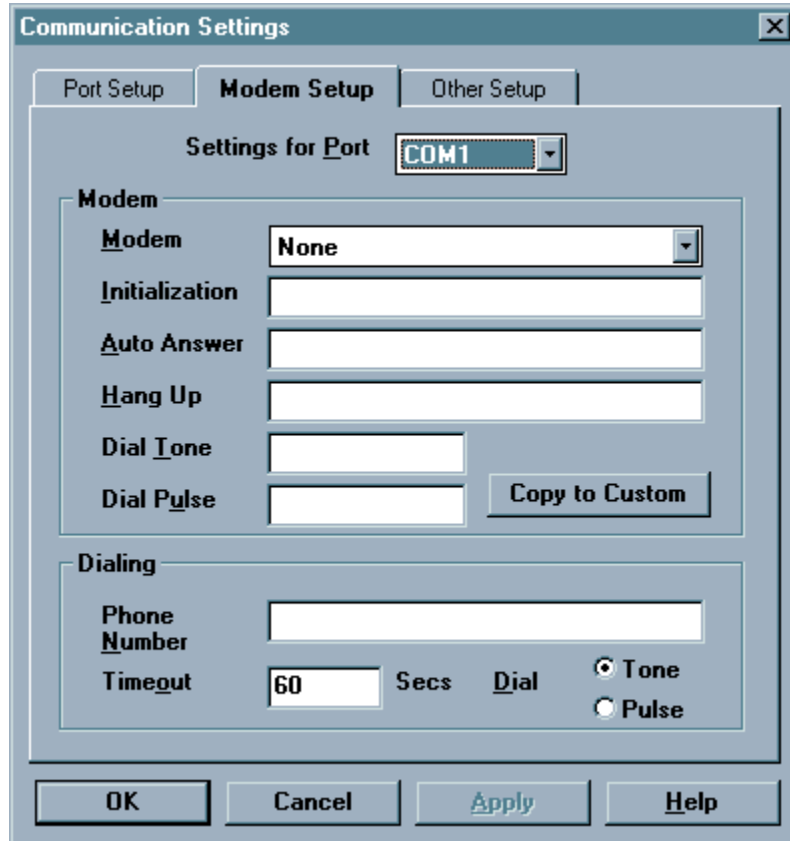 Communication Settings
Port Setup Modem Setup Other Setup
Settings for Port COM1
Modem
Modem None
Initialization
Auto Answer
Hang Up
Dial Tone
Dial Pulse Copy to Custom
Dialing
Phone
Number
Timeout 60 Secs Dial Tone
Pulse
OK Cancel Apply Help